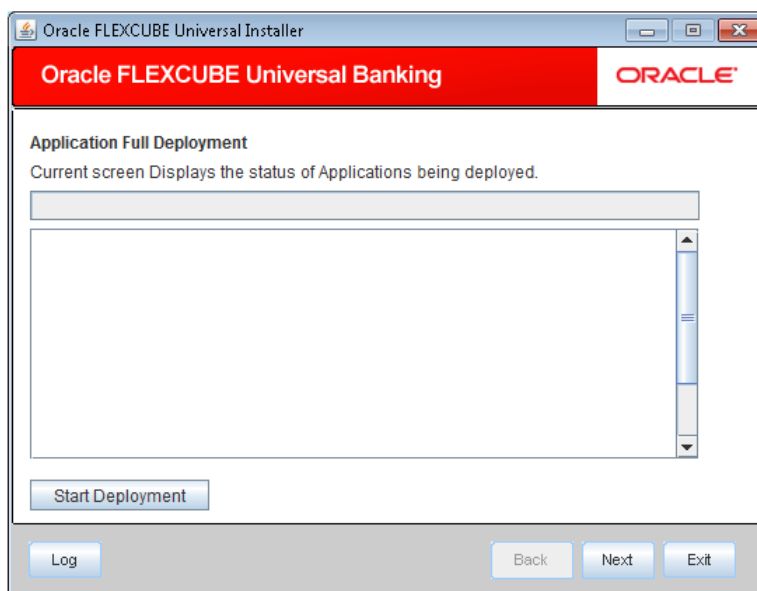 Oracle FLEXCUBE Universal Installer
Oracle FLEXCUBE Universal Banking
ORACLE
Application Full Deployment
Current screen Displays the status of Applications being deployed.
Start Deployment
Log
Back
Next
Exit